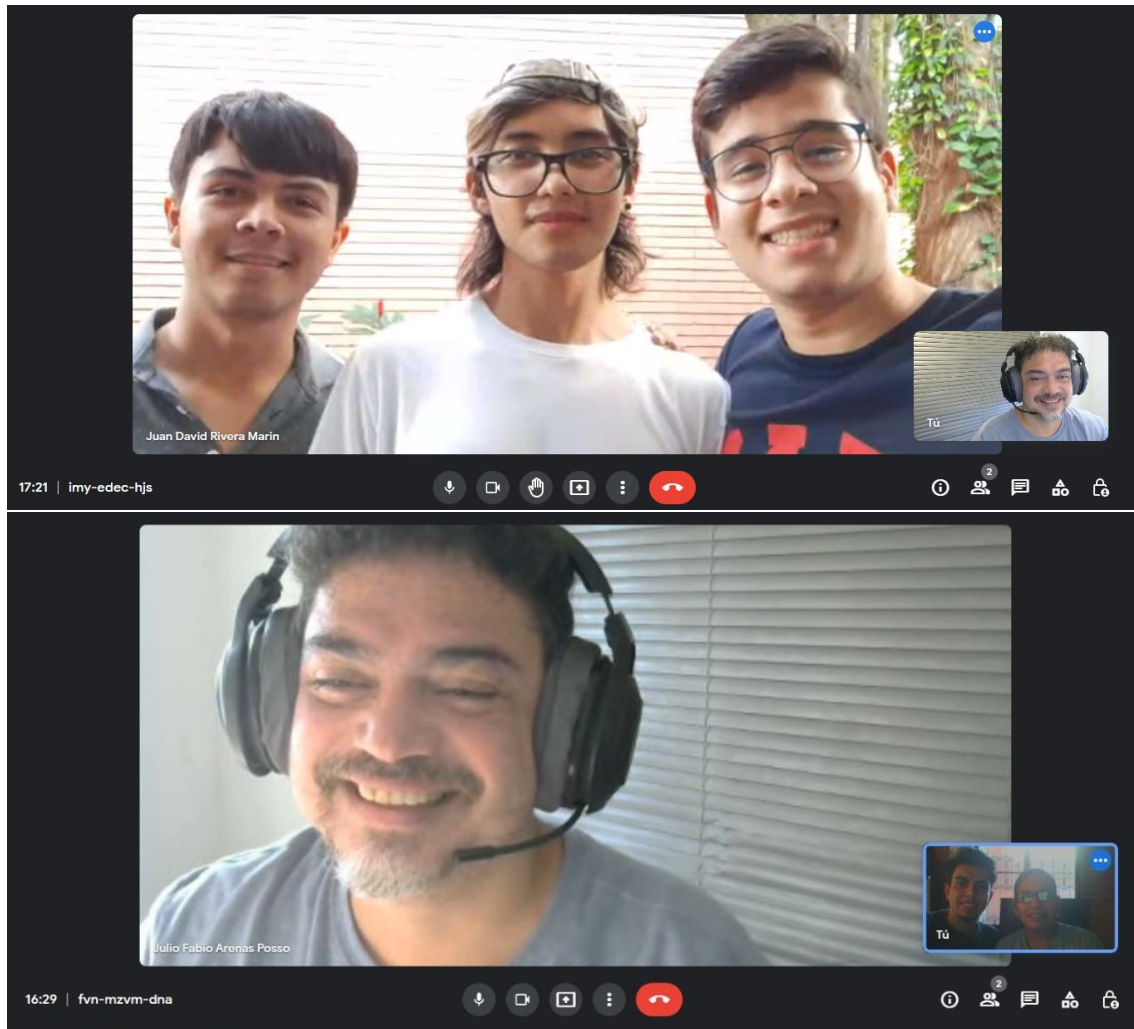 Juan David Rivera Marin
Tú
17:21 | imy-edec-hjs
2
Julio Fabio Arenas Posso
Tú
16:29 | fvn-mzvm-dna
2